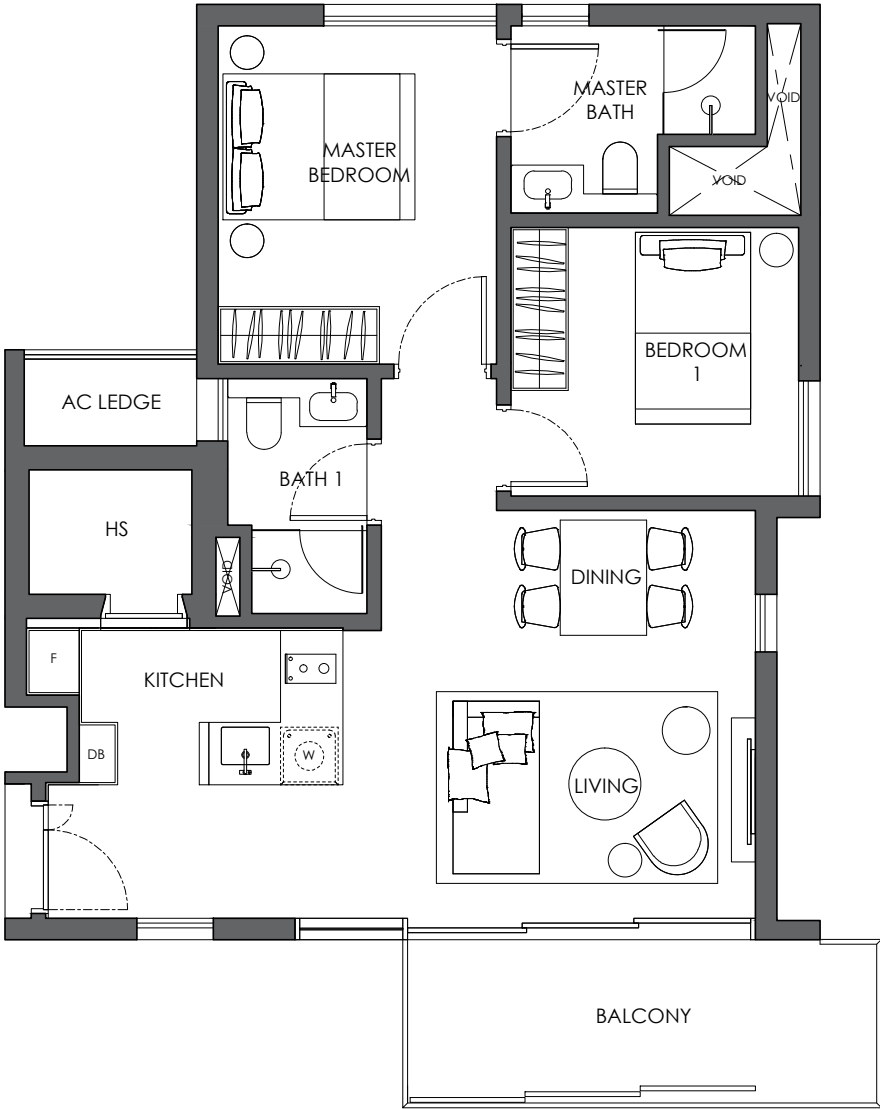 MASTER
BATH
VOID
MASTER
BEDROOM
VOID
BEDROOM
1
AC LEDGE
BATH 1
HS
VOID
DINING
F
KITCHEN
DB
W
LIVING
BALCONY